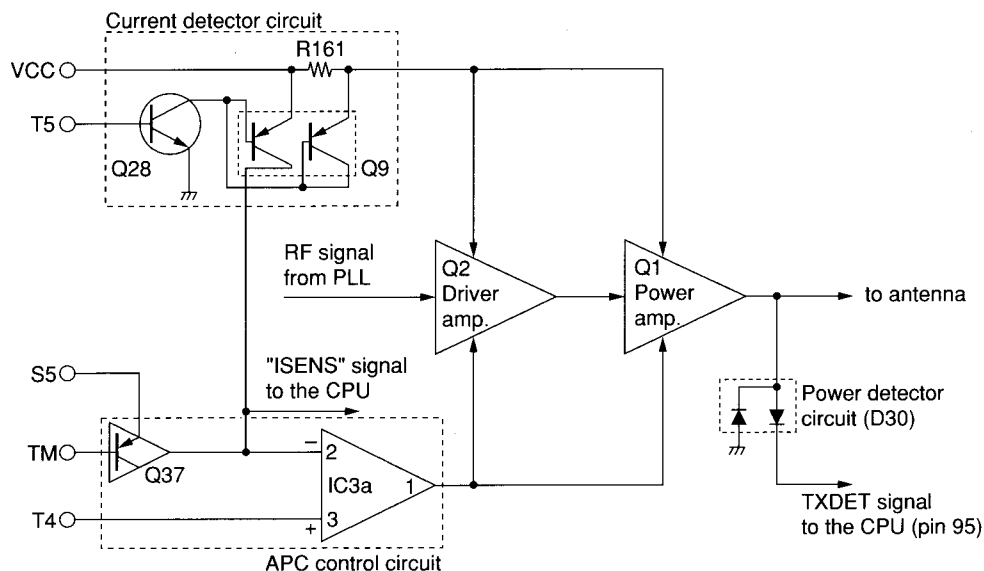 Current detector circuit
R161
VCC
T5
Q28
Q9
RF signal
from PLL
Q2
Driver
amp.
Q1
Power
amp.
to antenna
S5
"ISENS" signal
to the CPU
Power detector
circuit (D30)
TM
Q37
−
2
IC3a
1
T4
3
+
TXDET signal
to the CPU (pin 95)
APC control circuit